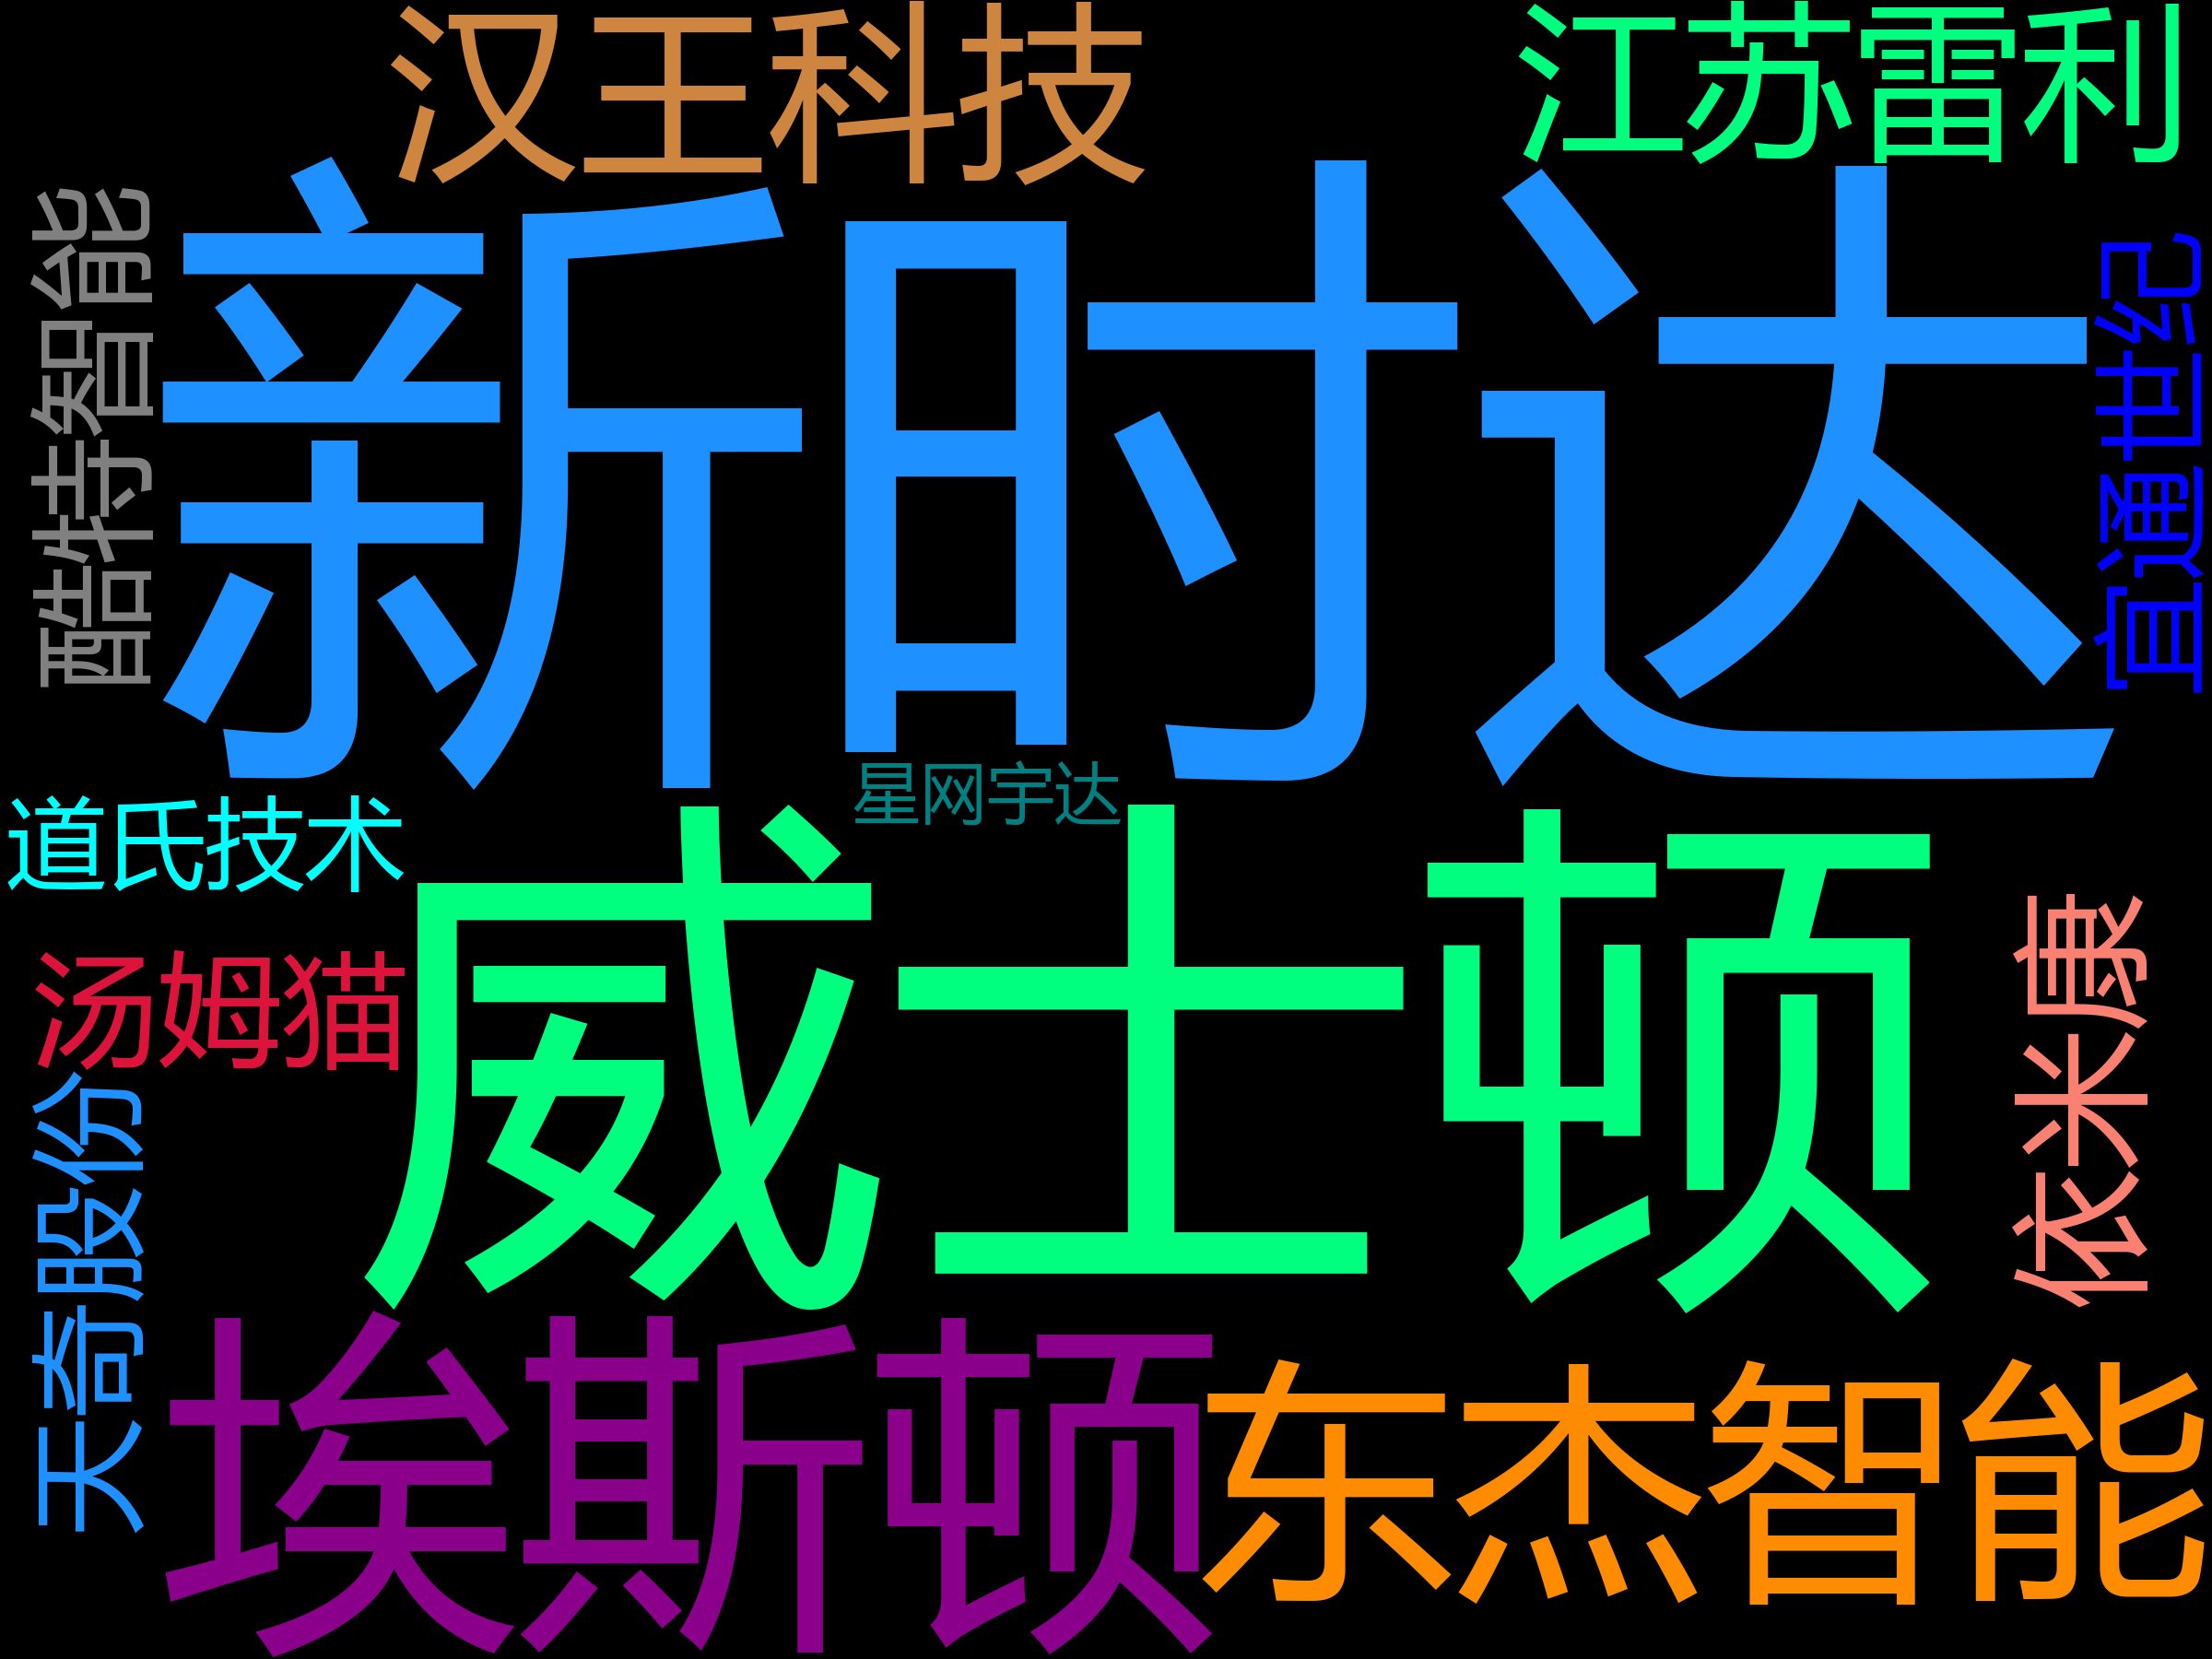 汉王科技
江苏雷利
新时达
酷特智能
宜通世纪
星网宇达
道氏技术
威士顿
汤姆猫
依米康
天奇股份
埃斯顿
东杰智能